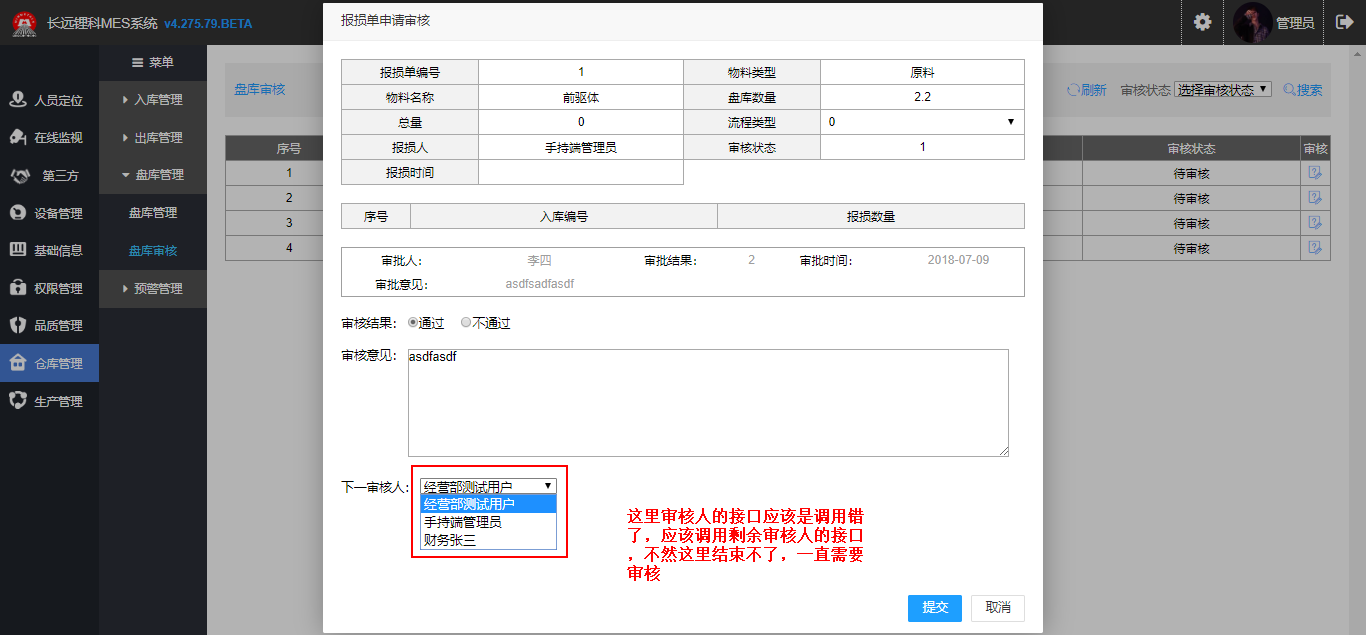 长远锂科MES系统 v4.275.79.BETA
管理员
人员定位
在线监视
第三方
设备管理
基础信息
权限管理
品质管理
仓库管理
生产管理
菜单
入库管理
出库管理
盘库管理
盘库管理
盘库审核
预警管理
盘库审核
刷新 审核状态 选择审核状态 搜索
序号 审核状态 审核
1 待审核
2 待审核
3 待审核
4 待审核
报损单申请审核
报损单编号 1 物料类型 原料
物料名称 前驱体 盘库数量 2.2
总量 0 流程类型 0
报损人 手持端管理员 审核状态 1
报损时间
序号 入库编号 报损数量
审批人: 李四 审批结果: 2 审批时间: 2018-07-09
审批意见: asdfsadfasdf
审核结果: 通过 不通过
审核意见: asdfasdf
下一审核人: 经营部测试用户
经营部测试用户
手持端管理员
财务张三
这里审核人的接口应该是调用错
了，应该调用剩余审核人的接口
，不然这里结束不了，一直需要
审核
提交 取消